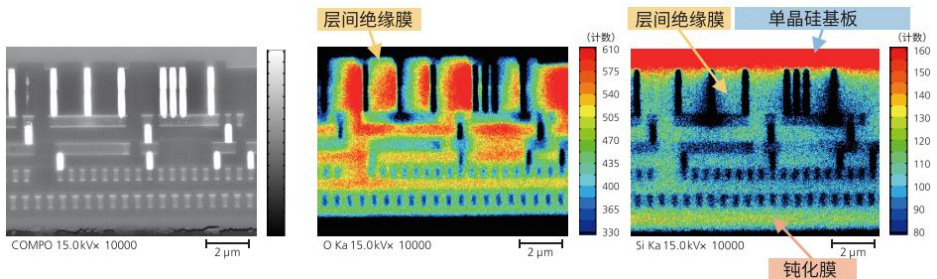 层间绝缘膜
层间绝缘膜
单晶硅基板
(计数)
610
575
540
505
470
435
400
365
330
(计数)
160
150
140
130
120
110
100
90
80
COMPO 15.0kV× 10000
2 μm
O Ka 15.0kV× 10000
2 μm
Si Ka 15.0kV× 10000
2 μm
钝化膜